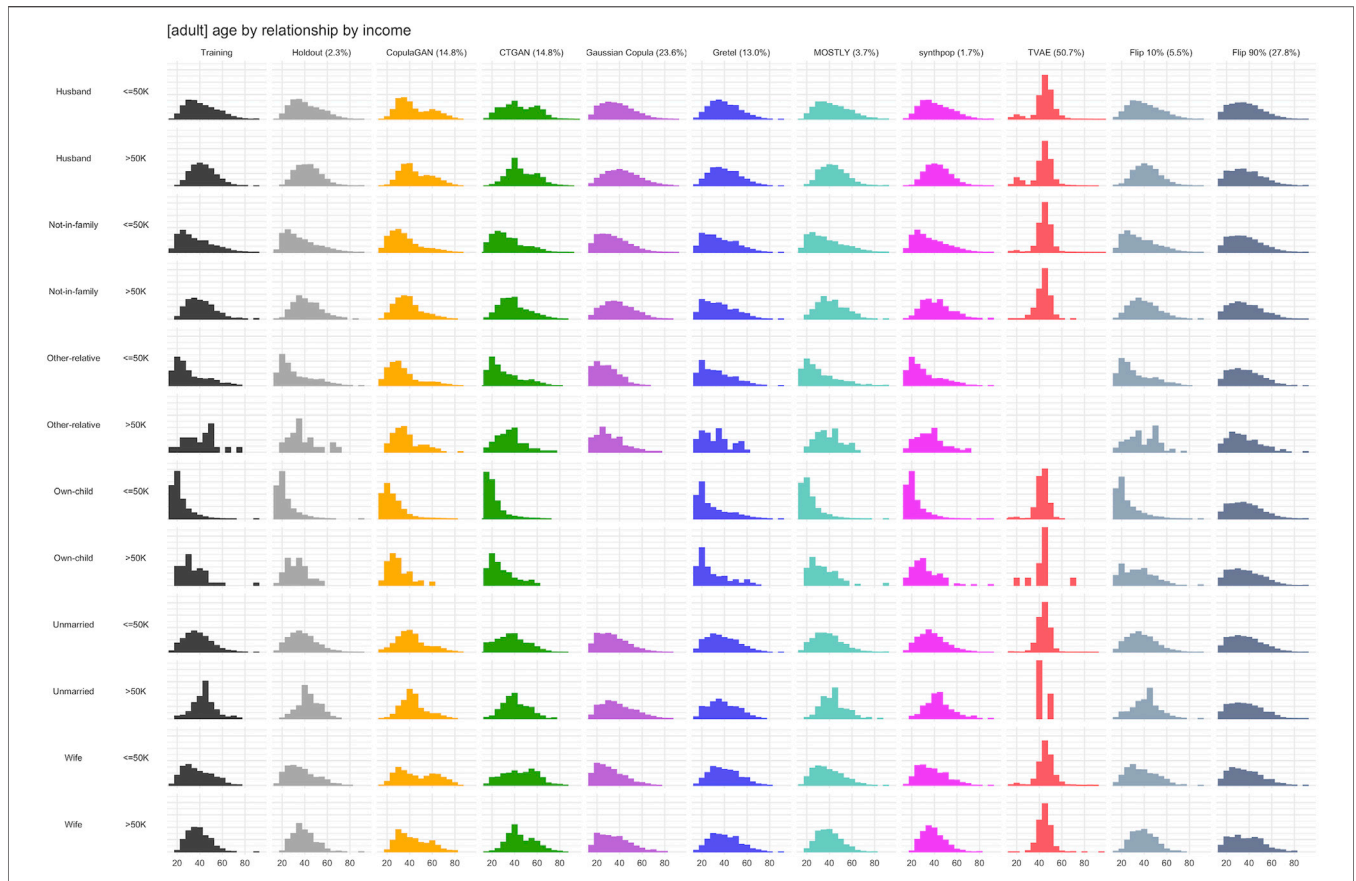 [adult] age by relationship by income
Training Holdout (2.3%) CopulaGAN (14.8%) CTGAN (14.8%) Gaussian Copula (23.6%) Gretel (13.0%) MOSTLY (3.7%) synthpop (1.7%) TVAE (50.7%) Flip 10% (5.5%) Flip 90% (27.8%)
Husband <=50K
Husband >50K
Not-in-family <=50K
Not-in-family >50K
Other-relative <=50K
Other-relative >50K
Own-child <=50K
Own-child >50K
Unmarried <=50K
Unmarried >50K
Wife <=50K
Wife >50K
20 40 60 80 20 40 60 80 20 40 60 80 20 40 60 80 20 40 60 80 20 40 60 80 20 40 60 80 20 40 60 80 20 40 60 80 20 40 60 80 20 40 60 80